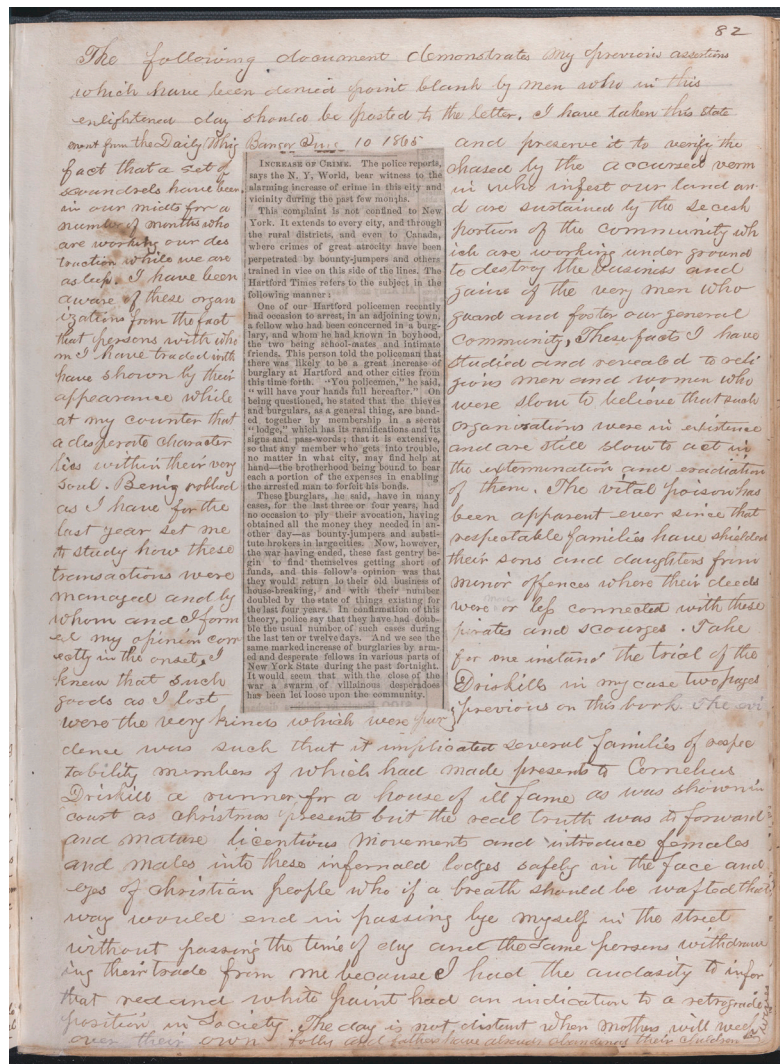 82
The following document demonstrates my previous assertions
which have been denied point blank by men who in this
enlightened day should be posted to the letter. I have taken this state
ment from the Daily Whig Bangor June 10 1865 and preserve it to verify the
fact that a set of
scoundrels have been
in our midts for a
number of months who
are working our des
truction while we are
asleep. I have been
aware of these organ
izations from the fact
that persons with who
m I have traded with
have shown by their
appearance while
at my counter that
a desperate character
lies within their very
soul. Being robbed
as I have for the
last year set me
to study how these
transactions were
managed and by
whom and I form
ed my opinion corr
ectly in the onset, I
knew that such
goods as I lost
were the very kinds which were pur
INCREASE OF CRIME. The police reports,
says the N. Y. World, bear witness to the
alarming increase of crime in this city and
vicinity during the past few months.
This complaint is not confined to New
York. It extends to every city, and through
the rural districts, and even to Canada,
where crimes of great atrocity have been
perpetrated by bounty-jumpers and others
trained in vice on this side of the lines. The
Hartford Times refers to the subject in the
following manner:
One of our Hartford policemen recently
had occasion to arrest, in an adjoining town,
a fellow who had been concerned in a burg-
lary, and whom he had known in boyhood,
the two being school-mates and intimate
friends. This person told the policeman that
there was likely to be a great increase of
burglary at Hartford and other cities from
this time forth. "You policemen," he said,
"will have your hands full hereafter." On
being questioned, he stated that the thieves
and burgulars, as a general thing, are band-
ed together by membership in a secret
"lodge," which has its ramifications and its
signs and pass-words; that it is extensive,
so that any member who gets into trouble,
no matter in what city, may find help at
hand—the brotherhood being bound to bear
each a portion of the expense in enabling
the arrested man to forfeit his bonds.
These burglars, he said, have in many
cases, for the last three or four years, had
no occasion to ply their avocation, having
obtained all the money they needed in an-
other day—as bounty-jumpers and substi-
tute brokers in large cities. Now, however,
the war having ended, these fast gentry be-
gin to find themselves getting short of
funds, and this fellow's opinion was that
they would return to their old business of
house-breaking, and with their number
doubled by the state of things existing for
the last four years. In confirmation of this
theory, police say they have had dou-
ble the usual number of such cases during
the last ten or twelve days. And we see the
same marked increase of burglaries by arm-
ed and desperate fellows in various parts of
New York State during the past fortnight.
It would seem that with the close of the
war a swarm of villainous desperadoes
has been let loose upon the community.
chased by the accursed verm
in who infest our land an
d are sustained by the secesh
portion of the community wh
ich are working under ground
to destroy the business and
gains of the very men who
guard and foster our general
community, These facts I have
studied and revealed to reli
gious men and women who
were slow to believe that such
organizations were in existence
and are still slow to act in
the extermination and eradiation
of them. The vital poison has
been apparent ever since that
respectable families have shielded
their sons and daughters from
minor offences where their deeds
were more or less connected with these
pirates and scourges. Take
for one instance the trial of the
Driskills in my case two pages
previous on this book. The evi
dence was such that it implicated several families of respec
tability members of which had made presents to Cornelius
Driskill a runner for a house of ill fame as was shown in
court as christmas presents but the real truth was to forward
and mature licentious movements and introduce females
and males into these infernal lodges safely in the face and
eyes of christian people who if a breath should be wafted that
way would end in passing bye myself in the street
without passing the time of day and the same persons withdraw
ing their trade from me because I had the audasity to infer
that red and white paint had an indication to a retrograde
position in Society. The day is not distant when mothers will weep
over their own folly and fathers have already abandoned their children